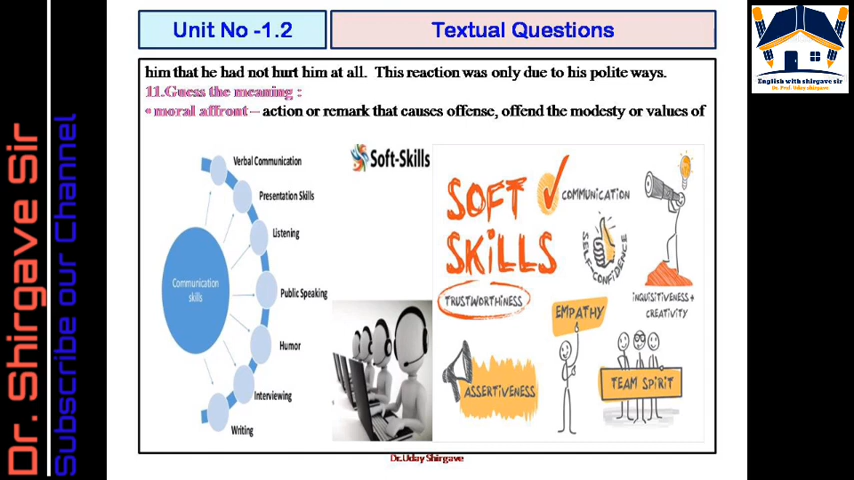 Dr. Shirgave Sir
Subscribe our Channel
Unit No -1.2
Textual Questions
English with shirgave sir
Dr. Prof. Uday shirgave
him that he had not hurt him at all. This reaction was only due to his polite ways.
11.Guess the meaning :
“ moral affront – action or remark that causes offense, offend the modesty or values of
Communication skills
Verbal Communication
Presentation Skills
Listening
Public Speaking
Humor
Interviewing
Writing
Soft-Skills
SOFT
SKILLS
COMMUNICATION
SELF-CONFIDENCE
TRUSTWORTHINESS
EMPATHY
INQUISITIVENESS +
CREATIVITY
ASSERTIVENESS
TEAM SPIRIT
Dr.Uday Shirgave